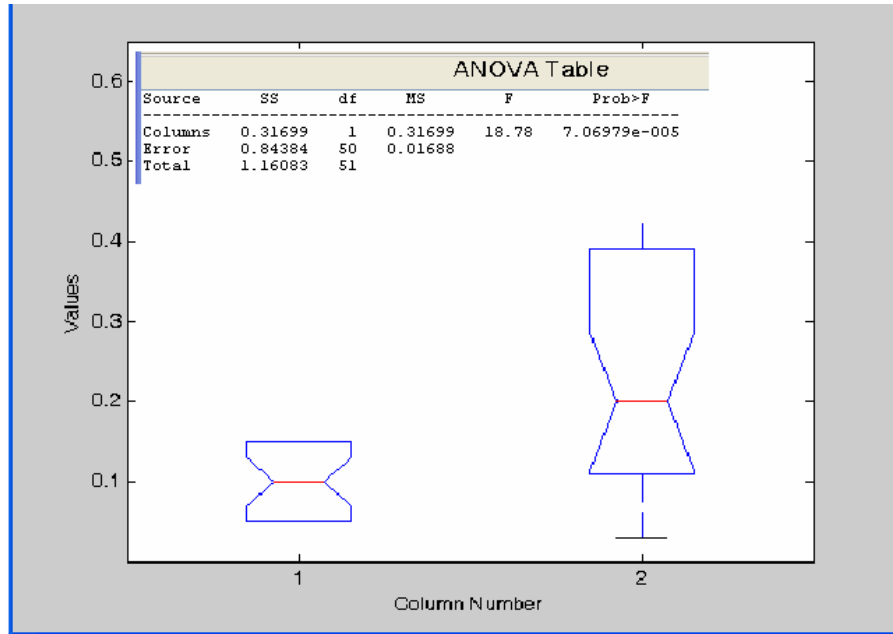 ANOVA Table
Source SS df MS F Prob>F
Columns 0.31699 1 0.31699 18.78 7.06979e-005
Error 0.84384 50 0.01688
Total 1.16083 51
0.6
0.5
0.4
0.3
0.2
0.1
Values
1 2
Column Number